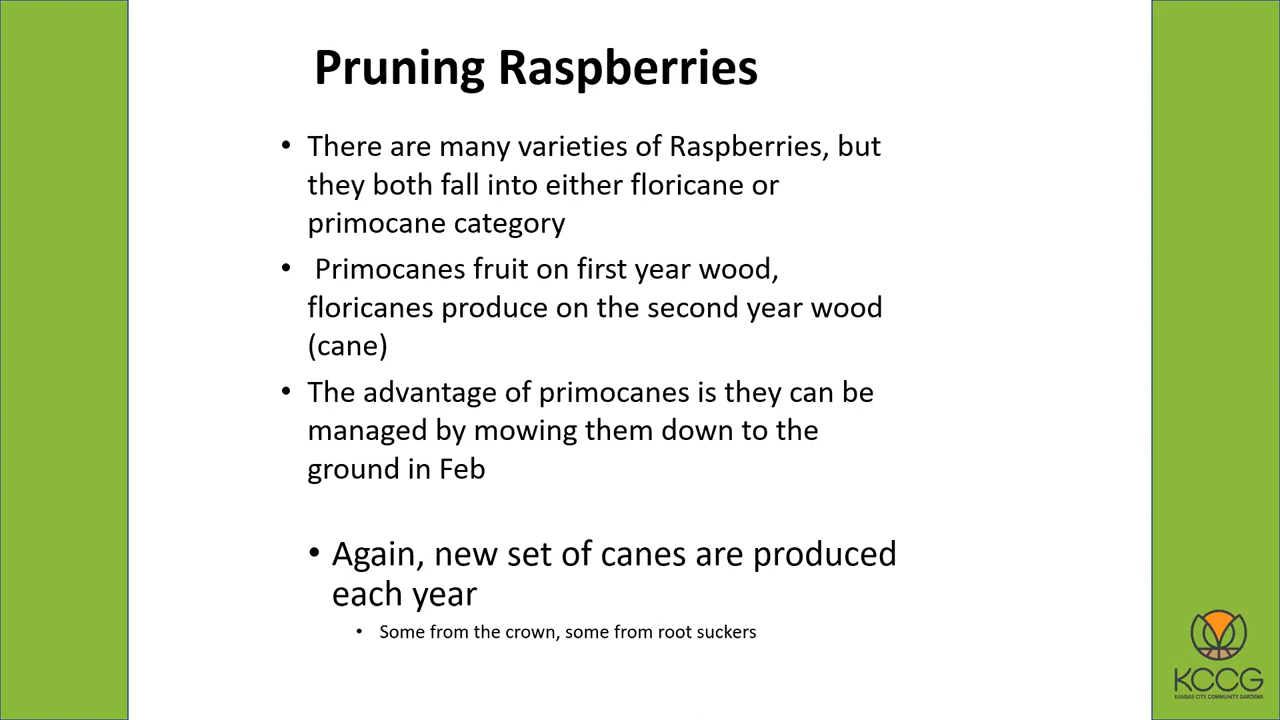 Pruning Raspberries
• There are many varieties of Raspberries, but
they both fall into either floricane or
primocane category
• Primocanes fruit on first year wood,
floricanes produce on the second year wood
(cane)
• The advantage of primocanes is they can be
managed by mowing them down to the
ground in Feb
• Again, new set of canes are produced
each year
• Some from the crown, some from root suckers
KCCG
KANSAS CITY COMMUNITY GARDENS